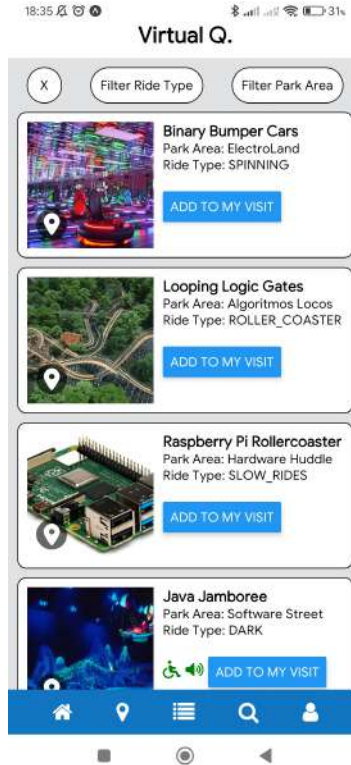 18:35
31%
Virtual Q.
X
Filter Ride Type
Filter Park Area
Binary Bumper Cars
Park Area: ElectroLand
Ride Type: SPINNING
ADD TO MY VISIT
Looping Logic Gates
Park Area: Algoritmos Locos
Ride Type: ROLLER_COASTER
ADD TO MY VISIT
Raspberry Pi Rollercoaster
Park Area: Hardware Huddle
Ride Type: SLOW_RIDES
ADD TO MY VISIT
Java Jamboree
Park Area: Software Street
Ride Type: DARK
ADD TO MY VISIT